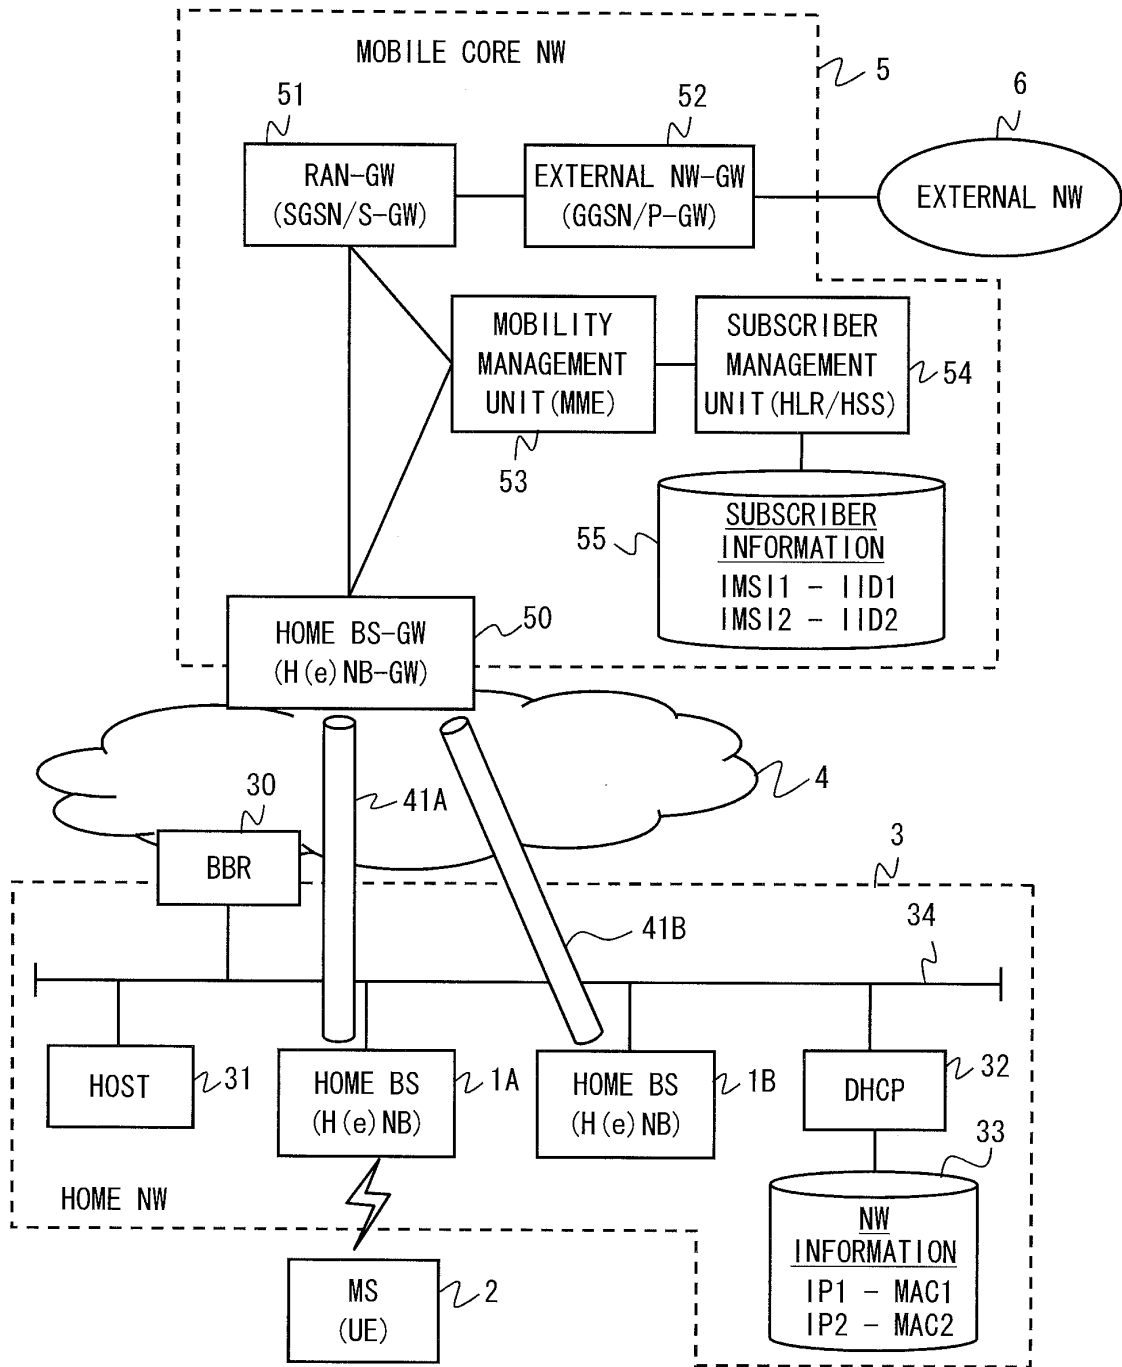 MOBILE CORE NW
5
51
52
6
RAN-GW
(SGSN/S-GW)
EXTERNAL NW-GW
(GGSN/P-GW)
EXTERNAL NW
MOBILITY
MANAGEMENT
UNIT(MME)
53
SUBSCRIBER
MANAGEMENT
UNIT(HLR/HSS)
54
55
SUBSCRIBER
INFORMATION
IMSI1 - IID1
IMSI2 - IID2
HOME BS-GW
(H(e)NB-GW)
50
4
41A
30
BBR
3
41B
34
HOST
31
HOME BS
(H(e)NB)
1A
HOME BS
(H(e)NB)
1B
DHCP
32
33
HOME NW
NW
INFORMATION
IP1 - MAC1
IP2 - MAC2
MS
(UE)
2